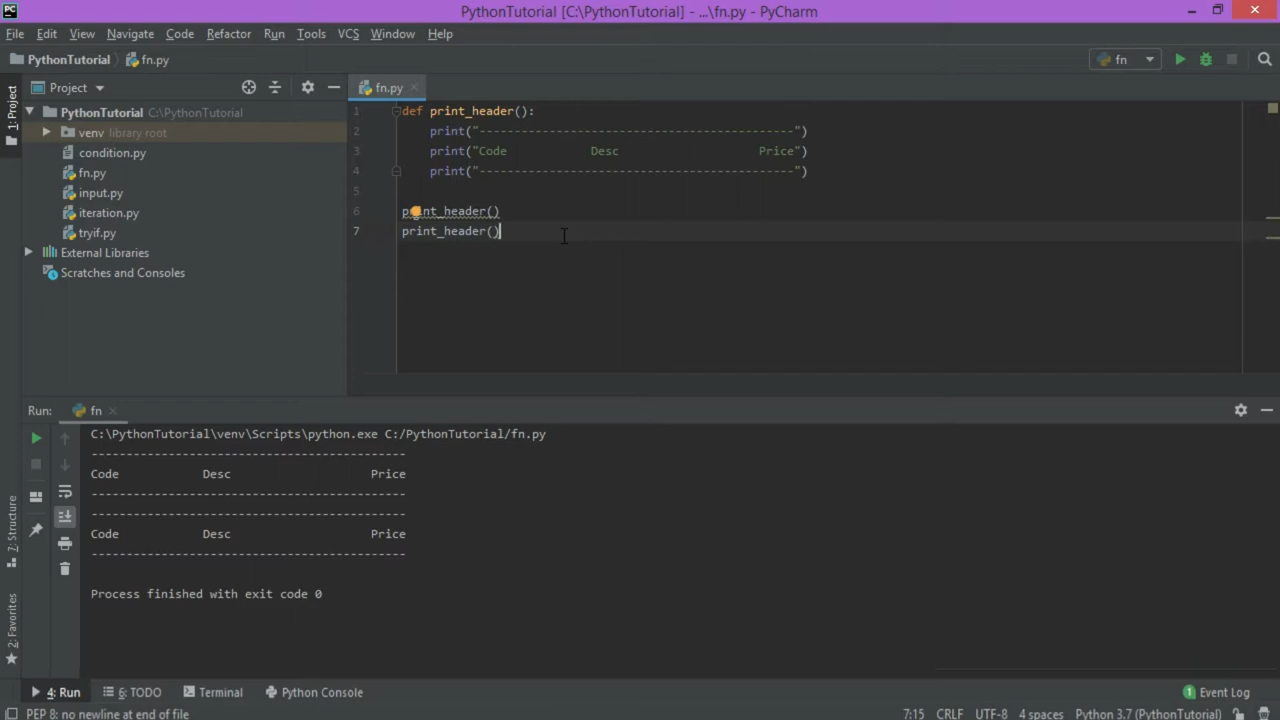 PC
PythonTutorial [C:\PythonTutorial] - ...\fn.py - PyCharm
File Edit View Navigate Code Refactor Run Tools VCS Window Help
PythonTutorial fn.py
fn
1: Project
Project
fn.py
PythonTutorial C:\PythonTutorial
venv library root
condition.py
fn.py
input.py
iteration.py
tryif.py
External Libraries
Scratches and Consoles
1 def print_header():
2 print("---------------------------------------------")
3 print("Code            Desc                    Price")
4 print("---------------------------------------------")
5
6 print_header()
7 print_header()
Run: fn
C:\PythonTutorial\venv\Scripts\python.exe C:/PythonTutorial/fn.py
---------------------------------------------
Code            Desc                    Price
---------------------------------------------
---------------------------------------------
Code            Desc                    Price
---------------------------------------------
Process finished with exit code 0
7: Structure
2: Favorites
4: Run 6: TODO Terminal Python Console 1 Event Log
PEP 8: no newline at end of file 7:15 CRLF UTF-8 4 spaces Python 3.7 (PythonTutorial)